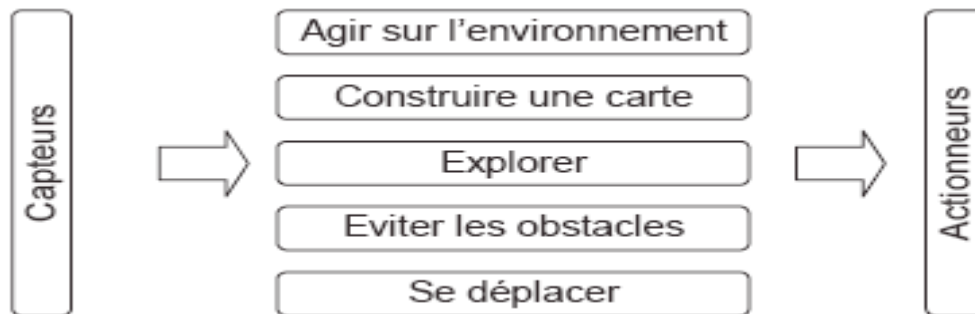 Capteurs
Agir sur l'environnement
Construire une carte
Explorer
Eviter les obstacles
Se déplacer
Actionneurs